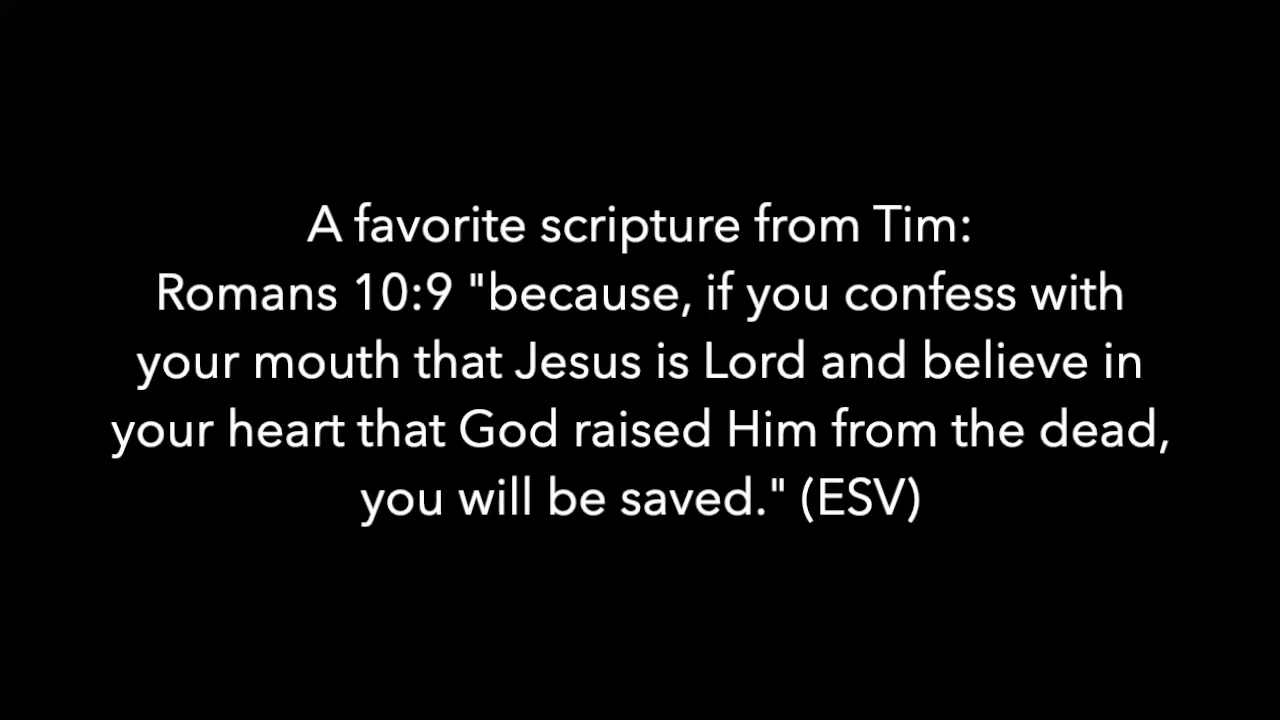 A favorite scripture from Tim:
Romans 10:9 "because, if you confess with
your mouth that Jesus is Lord and believe in
your heart that God raised Him from the dead,
you will be saved." (ESV)